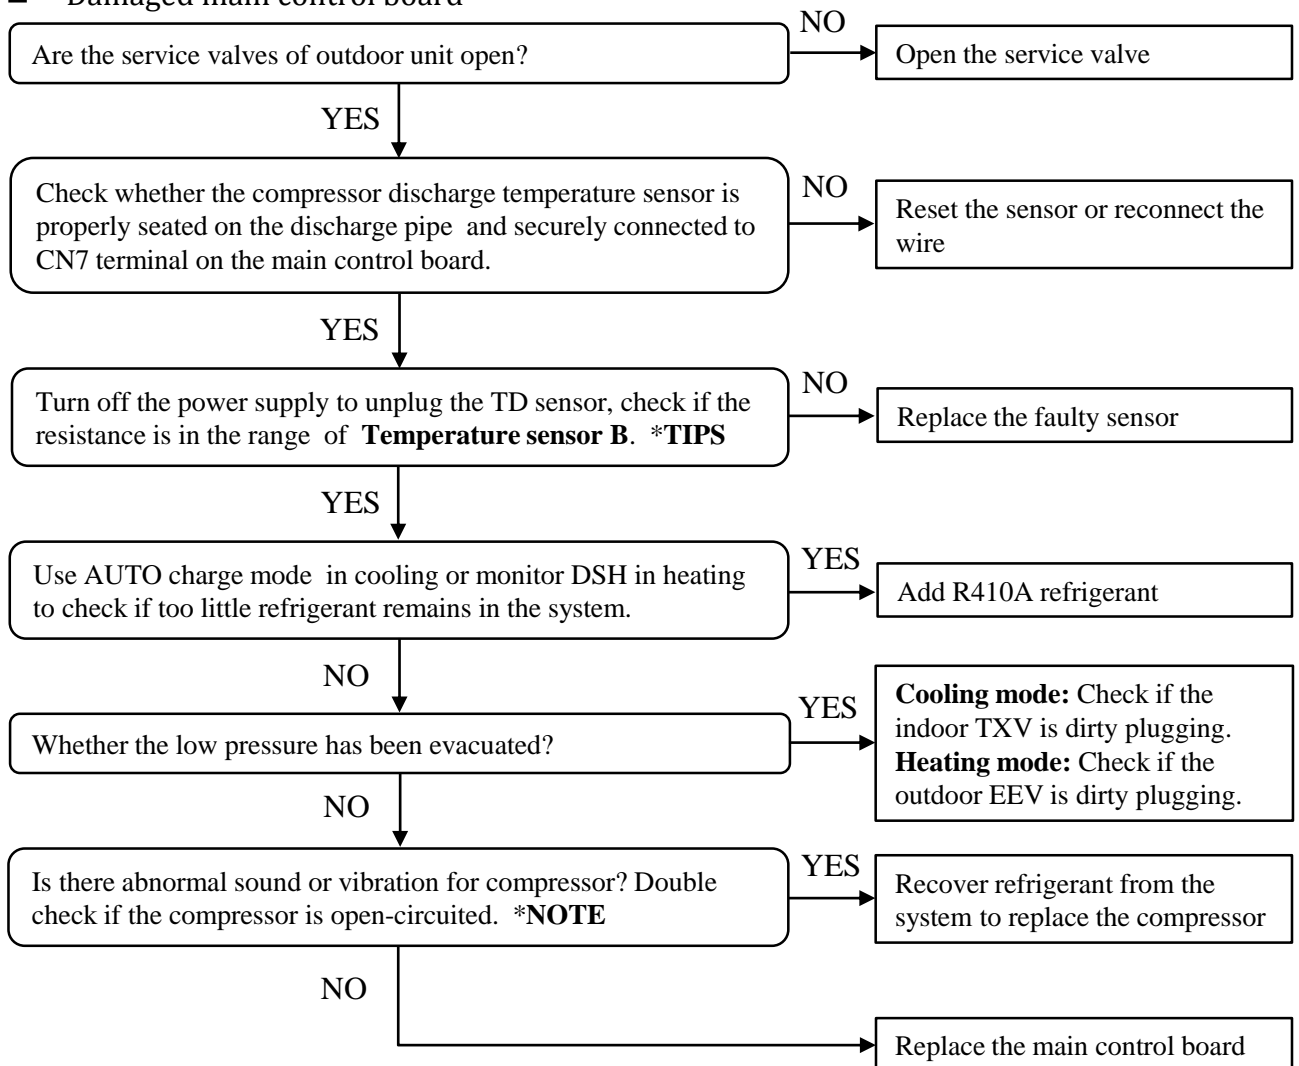 Damaged main control board
Are the service valves of outdoor unit open?
NO
Open the service valve
YES
Check whether the compressor discharge temperature sensor is
properly seated on the discharge pipe and securely connected to
CN7 terminal on the main control board.
NO
Reset the sensor or reconnect the
wire
YES
Turn off the power supply to unplug the TD sensor, check if the
resistance is in the range of Temperature sensor B. *TIPS
NO
Replace the faulty sensor
YES
Use AUTO charge mode in cooling or monitor DSH in heating
to check if too little refrigerant remains in the system.
YES
Add R410A refrigerant
NO
Whether the low pressure has been evacuated?
YES
Cooling mode: Check if the
indoor TXV is dirty plugging.
Heating mode: Check if the
outdoor EEV is dirty plugging.
NO
Is there abnormal sound or vibration for compressor? Double
check if the compressor is open-circuited. *NOTE
YES
Recover refrigerant from the
system to replace the compressor
NO
Replace the main control board